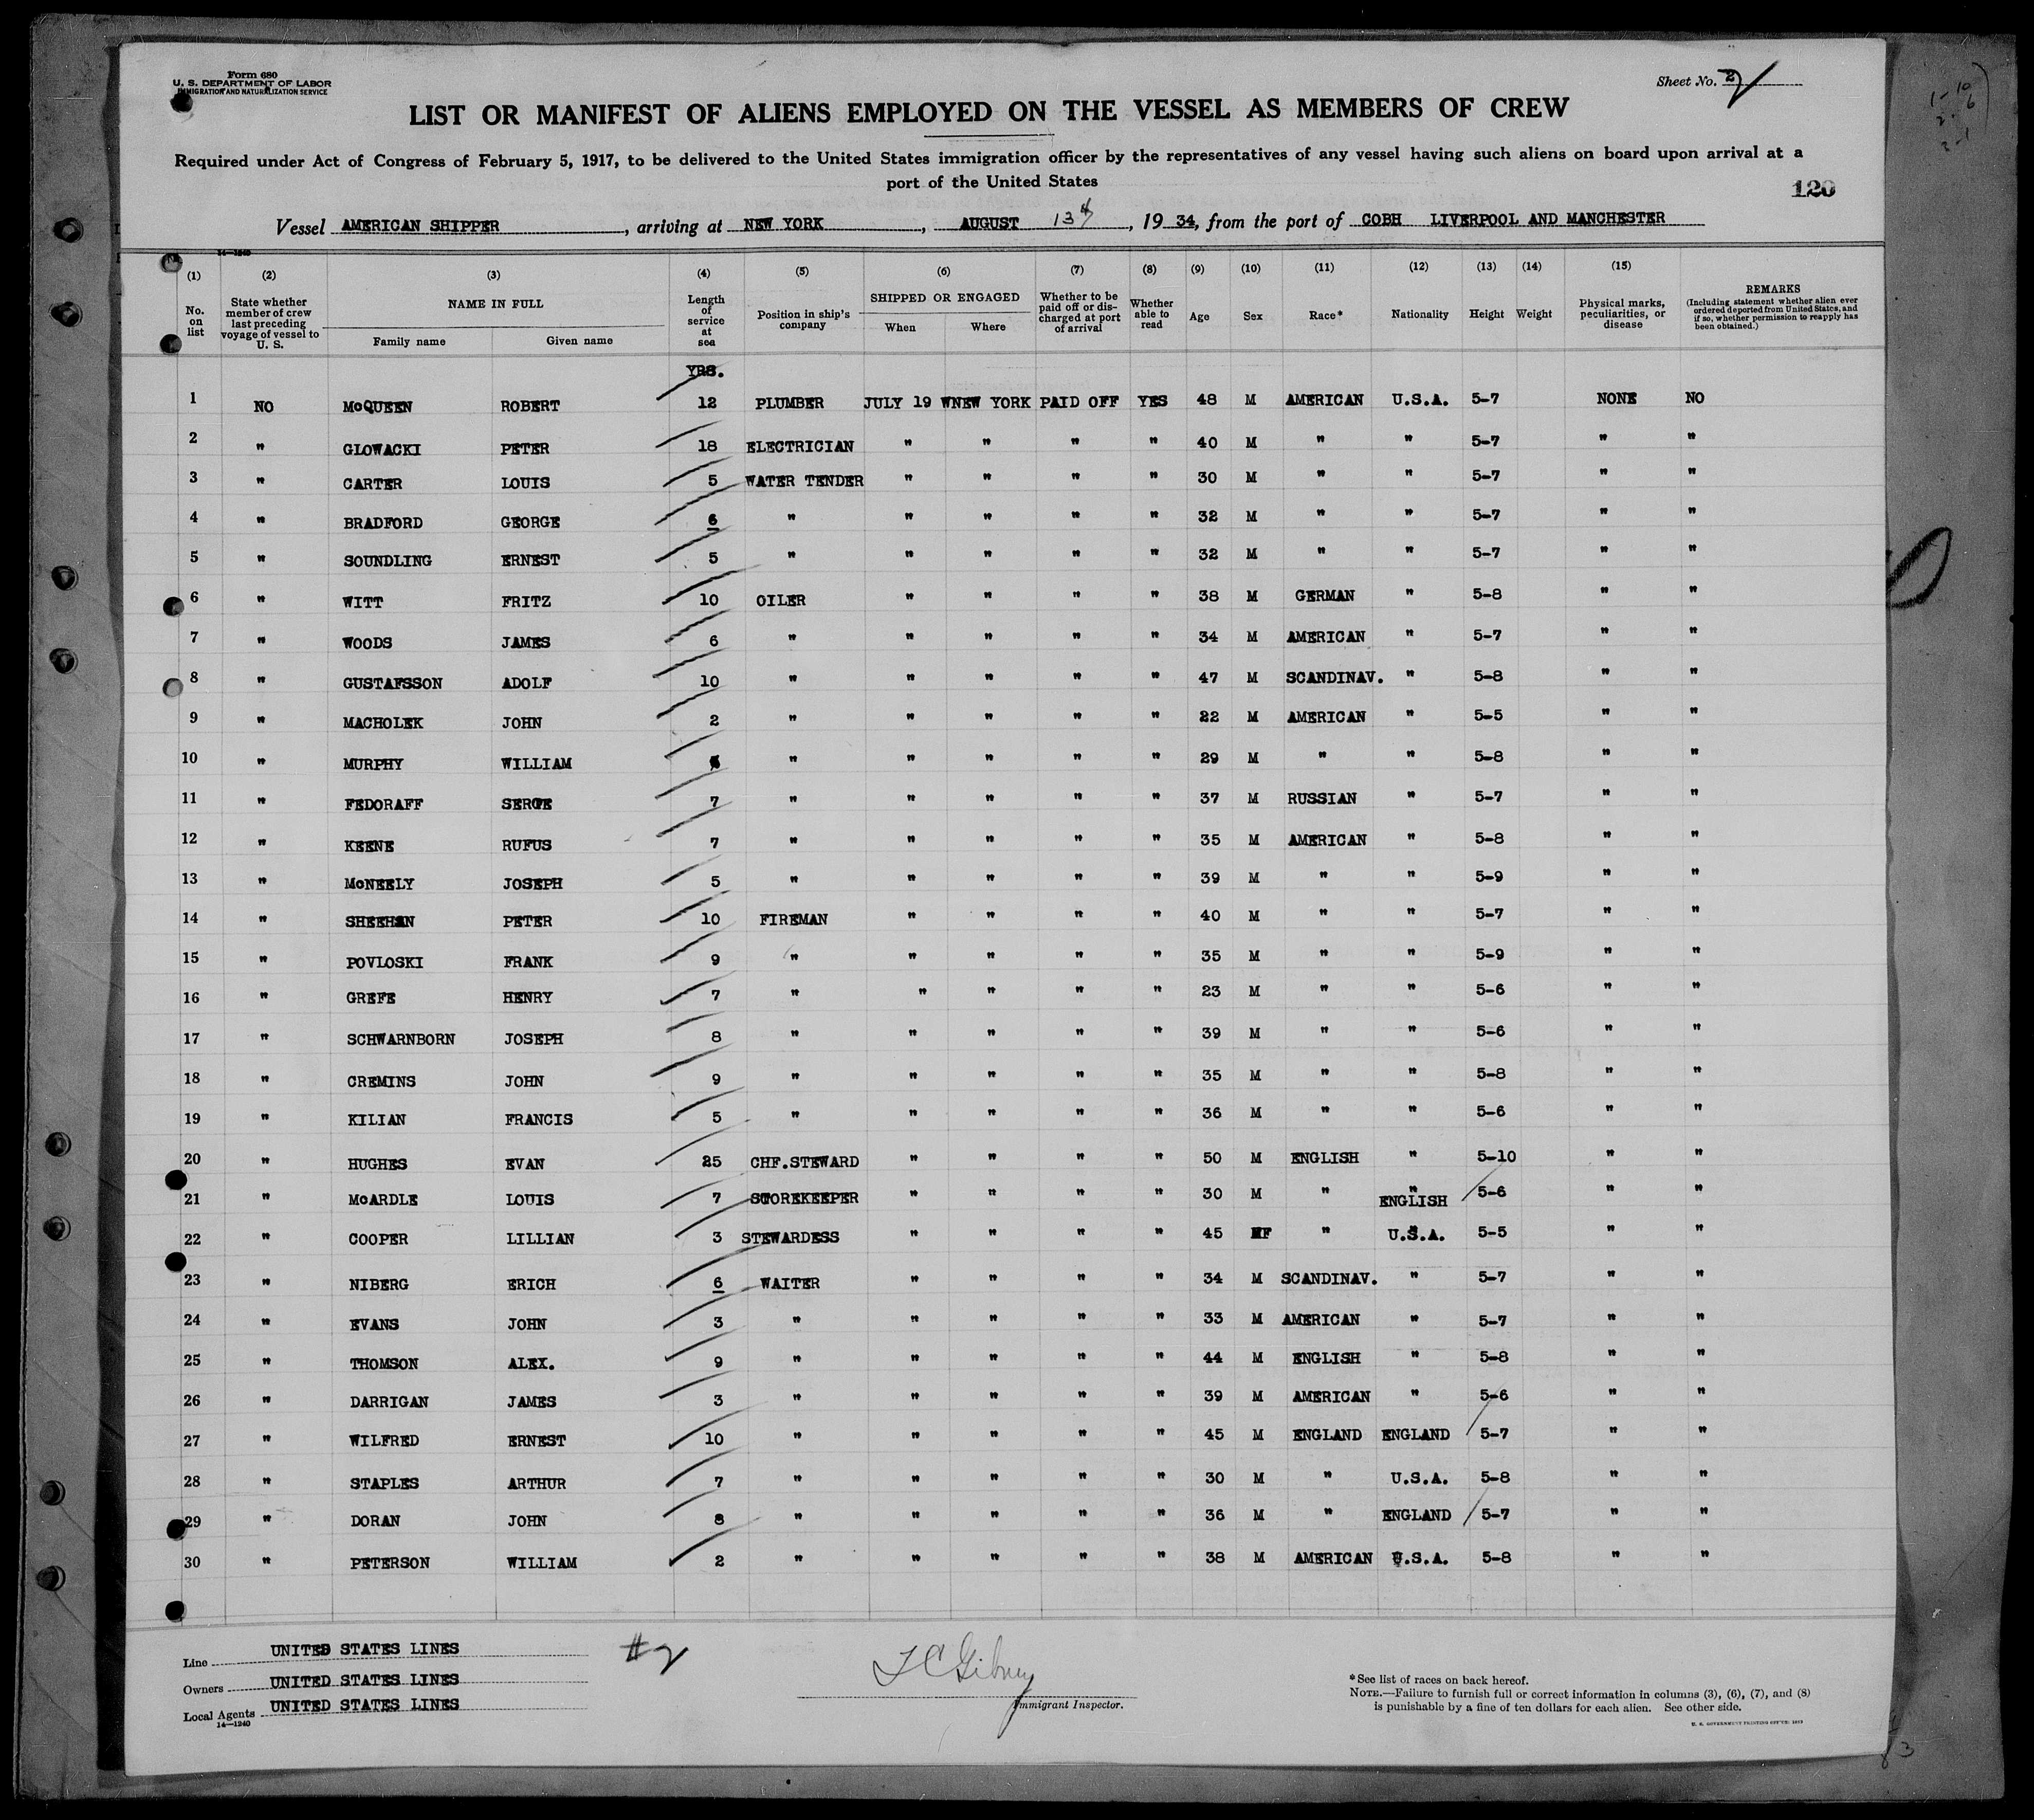 Form 680
U. S. DEPARTMENT OF LABOR
IMMIGRATION AND NATURALIZATION SERVICE
Sheet No. 2
LIST OR MANIFEST OF ALIENS EMPLOYED ON THE VESSEL AS MEMBERS OF CREW
Required under Act of Congress of February 5, 1917, to be delivered to the United States immigration officer by the representatives of any vessel having such aliens on board upon arrival at a
port of the United States
120
Vessel AMERICAN SHIPPER, arriving at NEW YORK, AUGUST 13, 1934, from the port of COBH LIVERPOOL AND MANCHESTER
14—1240
(1) (2) (3) (4) (5) (6) (7) (8) (9) (10) (11) (12) (13) (14) (15)
No. on list
State whether member of crew last preceding voyage of vessel to U. S.
NAME IN FULL
Family name Given name
Length of service at sea
Position in ship's company
SHIPPED OR ENGAGED
When Where
Whether to be paid off or discharged at port of arrival
Whether able to read
Age Sex Race* Nationality Height Weight
Physical marks, peculiarities, or disease
REMARKS
(Including statement whether alien ever ordered deported from United States, and if so, whether permission to reapply has been obtained.)
YRS.
1 NO McQUEEN ROBERT 12 PLUMBER JULY 19 WNEW YORK PAID OFF YES 48 M AMERICAN U.S.A. 5-7 NONE NO
2 " GLOWACKI PETER 18 ELECTRICIAN " " " " 40 M " " 5-7 " "
3 " CARTER LOUIS 5 WATER TENDER " " " " 30 M " " 5-7 " "
4 " BRADFORD GEORGE 6 " " " " " 32 M " " 5-7 " "
5 " SOUNDLING ERNEST 5 " " " " " 32 M " " 5-7 " "
6 " WITT FRITZ 10 OILER " " " " 38 M GERMAN " 5-8 " "
7 " WOODS JAMES 6 " " " " " 34 M AMERICAN " 5-7 " "
8 " GUSTAFSSON ADOLF 10 " " " " " 47 M SCANDINAV. " 5-8 " "
9 " MACHOLEK JOHN 2 " " " " " 22 M AMERICAN " 5-5 " "
10 " MURPHY WILLIAM " " " " " 29 M " " 5-8 " "
11 " FEDORAFF SERGE 7 " " " " " 37 M RUSSIAN " 5-7 " "
12 " KEENE RUFUS 7 " " " " " 35 M AMERICAN " 5-8 " "
13 " McNEELY JOSEPH 5 " " " " " 39 M " " 5-9 " "
14 " SHEEHAN PETER 10 FIREMAN " " " " 40 M " " 5-7 " "
15 " POVLOSKI FRANK 9 " " " " " 35 M " " 5-9 " "
16 " GREFE HENRY 7 " " " " " 23 M " " 5-6 " "
17 " SCHWARNBORN JOSEPH 8 " " " " " 39 M " " 5-6 " "
18 " CREMINS JOHN 9 " " " " " 35 M " " 5-8 " "
19 " KILIAN FRANCIS 5 " " " " " 36 M " " 5-6 " "
20 " HUGHES EVAN 25 CHF.STEWARD " " " " 50 M ENGLISH " 5-10 " "
21 " McARDLE LOUIS 7 STOREKEEPER " " " " 30 M " " ENGLISH 5-6 " "
22 " COOPER LILLIAN 3 STEWARDESS " " " " 45 F " U.S.A. 5-5 " "
23 " NIBERG ERICH 6 WAITER " " " " 34 M SCANDINAV. " 5-7 " "
24 " EVANS JOHN 3 " " " " " 33 M AMERICAN " 5-7 " "
25 " THOMSON ALEX. 9 " " " " " 44 M ENGLISH " 5-8 " "
26 " DARRIGAN JAMES 3 " " " " " 39 M AMERICAN " 5-6 " "
27 " WILFRED ERNEST 10 " " " " " 45 M ENGLAND ENGLAND 5-7 " "
28 " STAPLES ARTHUR 7 " " " " " 30 M " U.S.A. 5-8 " "
29 " DORAN JOHN 8 " " " " " 36 M " ENGLAND 5-7 " "
30 " PETERSON WILLIAM 2 " " " " " 38 M AMERICAN U.S.A. 5-8 " "
Line UNITED STATES LINES
Owners UNITED STATES LINES
Local Agents UNITED STATES LINES
14—1240
#2
Immigrant Inspector.
*See list of races on back hereof.
NOTE.—Failure to furnish full or correct information in columns (3), (6), (7), and (8)
is punishable by a fine of ten dollars for each alien. See other side.